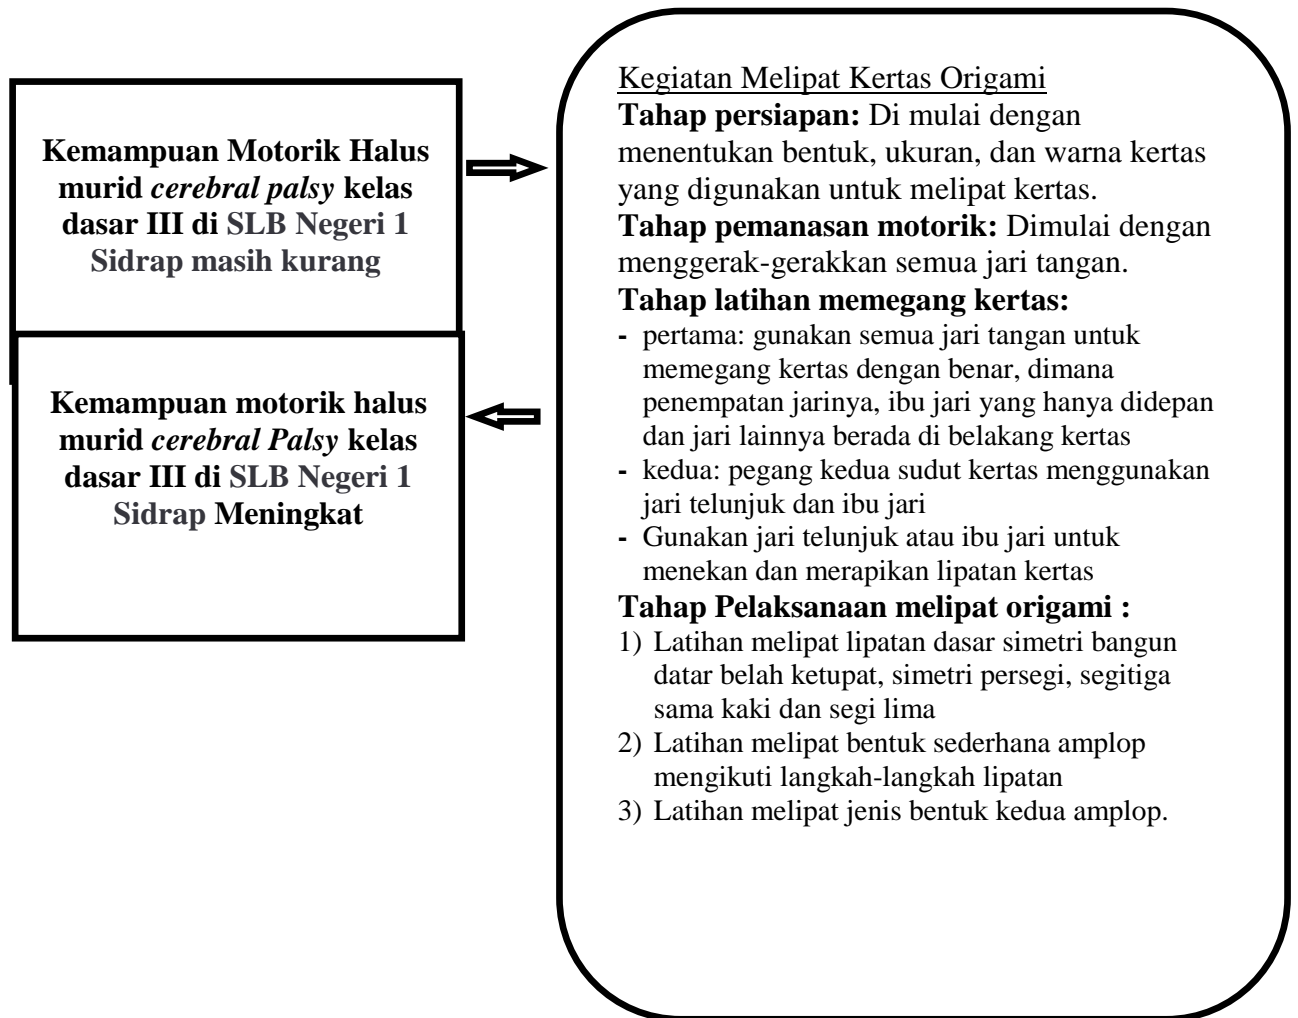 Kemampuan Motorik Halus
murid cerebral palsy kelas
dasar III di SLB Negeri 1
Sidrap masih kurang
Kemampuan motorik halus
murid cerebral Palsy kelas
dasar III di SLB Negeri 1
Sidrap Meningkat
Kegiatan Melipat Kertas Origami
Tahap persiapan: Di mulai dengan
menentukan bentuk, ukuran, dan warna kertas
yang digunakan untuk melipat kertas.
Tahap pemanasan motorik: Dimulai dengan
menggerak-gerakkan semua jari tangan.
Tahap latihan memegang kertas:
- pertama: gunakan semua jari tangan untuk
memegang kertas dengan benar, dimana
penempatan jarinya, ibu jari yang hanya didepan
dan jari lainnya berada di belakang kertas
- kedua: pegang kedua sudut kertas menggunakan
jari telunjuk dan ibu jari
- Gunakan jari telunjuk atau ibu jari untuk
menekan dan merapikan lipatan kertas
Tahap Pelaksanaan melipat origami :
1) Latihan melipat lipatan dasar simetri bangun
datar belah ketupat, simetri persegi, segitiga
sama kaki dan segi lima
2) Latihan melipat bentuk sederhana amplop
mengikuti langkah-langkah lipatan
3) Latihan melipat jenis bentuk kedua amplop.